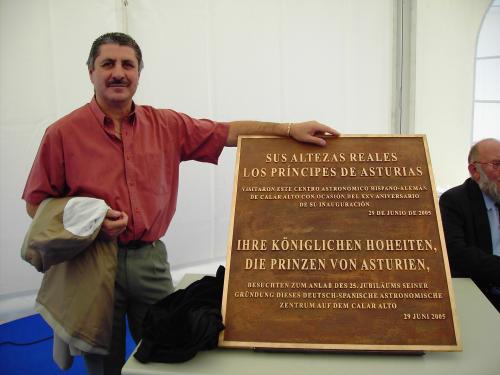 SUS ALTEZAS REALES
LOS PRÍNCIPES DE ASTURIAS
VISITARON ESTE CENTRO ASTRONÓMICO HISPANO-ALEMÁN
DE CALAR ALTO CON OCASIÓN DEL XXV ANIVERSARIO
DE SU INAUGURACIÓN.
29 DE JUNIO DE 2005
IHRE KÖNIGLICHEN HOHEITEN,
DIE PRINZEN VON ASTURIEN,
BESUCHTEN ZUM ANLAß DES 25. JUBILÄUMS SEINER
GRÜNDUNG DIESES DEUTSCH-SPANISCHE ASTRONOMISCHE
ZENTRUM AUF DEM CALAR ALTO
29 JUNI 2005